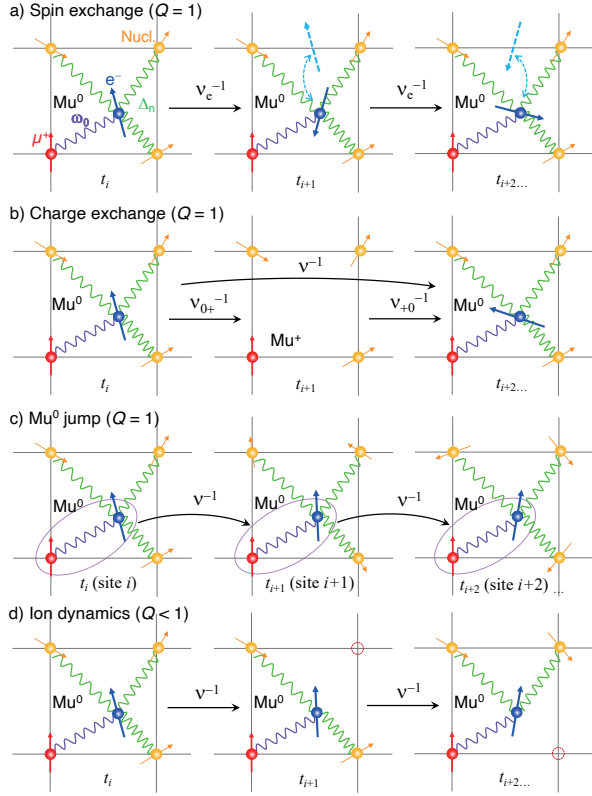 a) Spin exchange (Q = 1)
Nucl.
e⁻
Mu⁰
Δn
ω₀
μ⁺
tᵢ
νe⁻¹
Mu⁰
tᵢ₊₁
νe⁻¹
Mu⁰
tᵢ₊₂...
b) Charge exchange (Q = 1)
ν⁻¹
Mu⁰
ν₀₊⁻¹
ν₊₀⁻¹
Mu⁰
Mu⁺
tᵢ
tᵢ₊₁
tᵢ₊₂...
c) Mu⁰ jump (Q = 1)
Mu⁰
ν⁻¹
Mu⁰
ν⁻¹
Mu⁰
tᵢ (site i)
tᵢ₊₁ (site i+1)
tᵢ₊₂ (site i+2) ...
d) Ion dynamics (Q < 1)
Mu⁰
ν⁻¹
Mu⁰
ν⁻¹
Mu⁰
tᵢ
tᵢ₊₁
tᵢ₊₂...